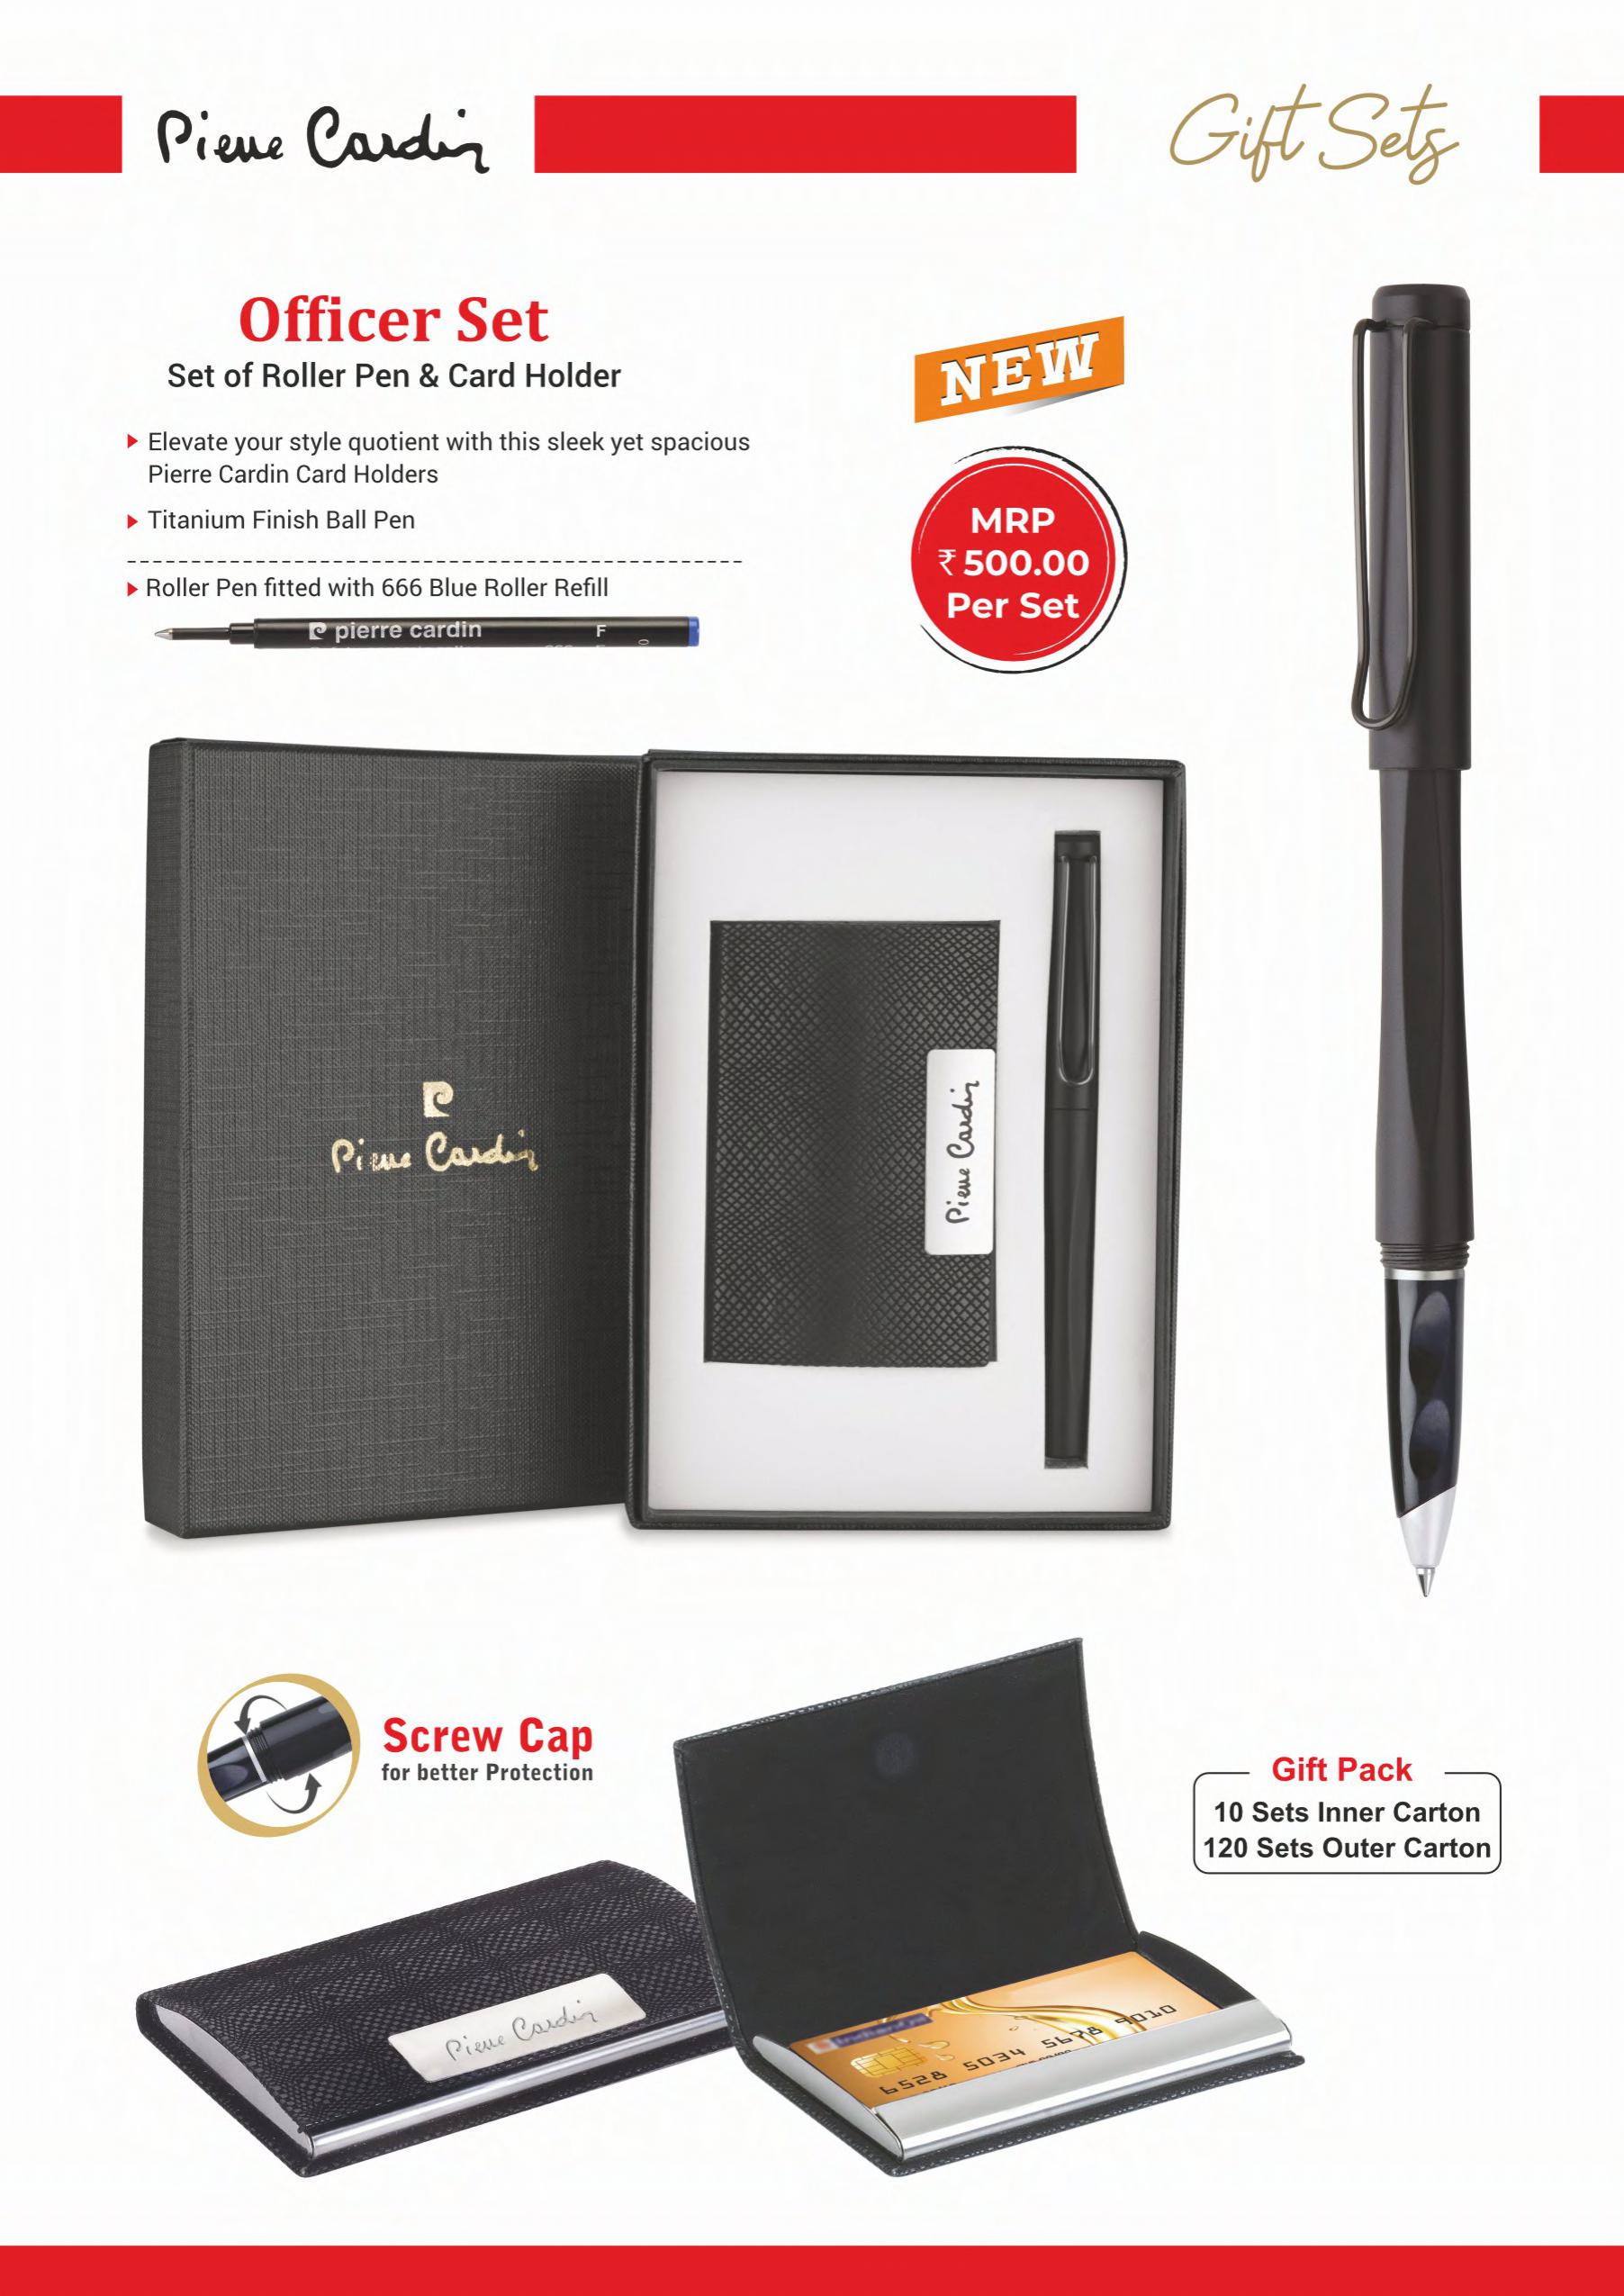 Pierre Cardin
Gift Sets
Officer Set
Set of Roller Pen & Card Holder
Elevate your style quotient with this sleek yet spacious
Pierre Cardin Card Holders
Titanium Finish Ball Pen
Roller Pen fitted with 666 Blue Roller Refill
pierre cardin F
NEW
MRP
₹ 500.00
Per Set
Pierre Cardin
Pierre Cardin
Screw Cap
for better Protection
Gift Pack
10 Sets Inner Carton
120 Sets Outer Carton
Pierre Cardin
6528 5034 5678 9010